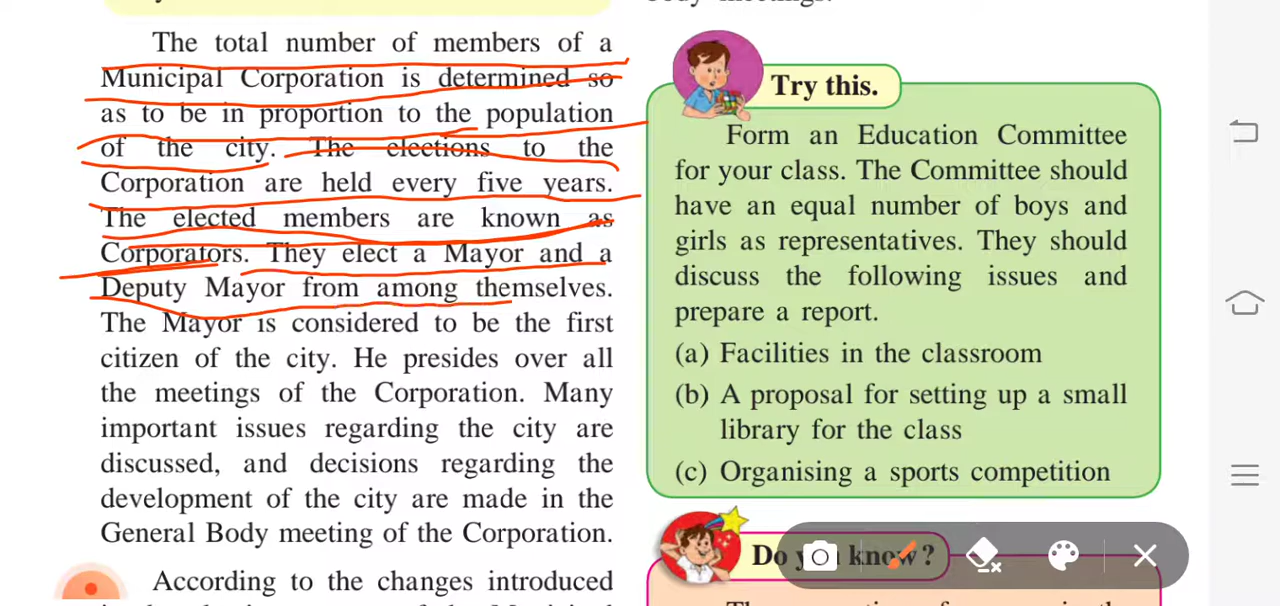 The total number of members of a
Municipal Corporation is determined so
as to be in proportion to the population
of the city. The elections to the
Corporation are held every five years.
The elected members are known as
Corporators. They elect a Mayor and a
Deputy Mayor from among themselves.
The Mayor is considered to be the first
citizen of the city. He presides over all
the meetings of the Corporation. Many
important issues regarding the city are
discussed, and decisions regarding the
development of the city are made in the
General Body meeting of the Corporation.
According to the changes introduced
Try this.
Form an Education Committee
for your class. The Committee should
have an equal number of boys and
girls as representatives. They should
discuss the following issues and
prepare a report.
(a) Facilities in the classroom
(b) A proposal for setting up a small
library for the class
(c) Organising a sports competition
Do you know?